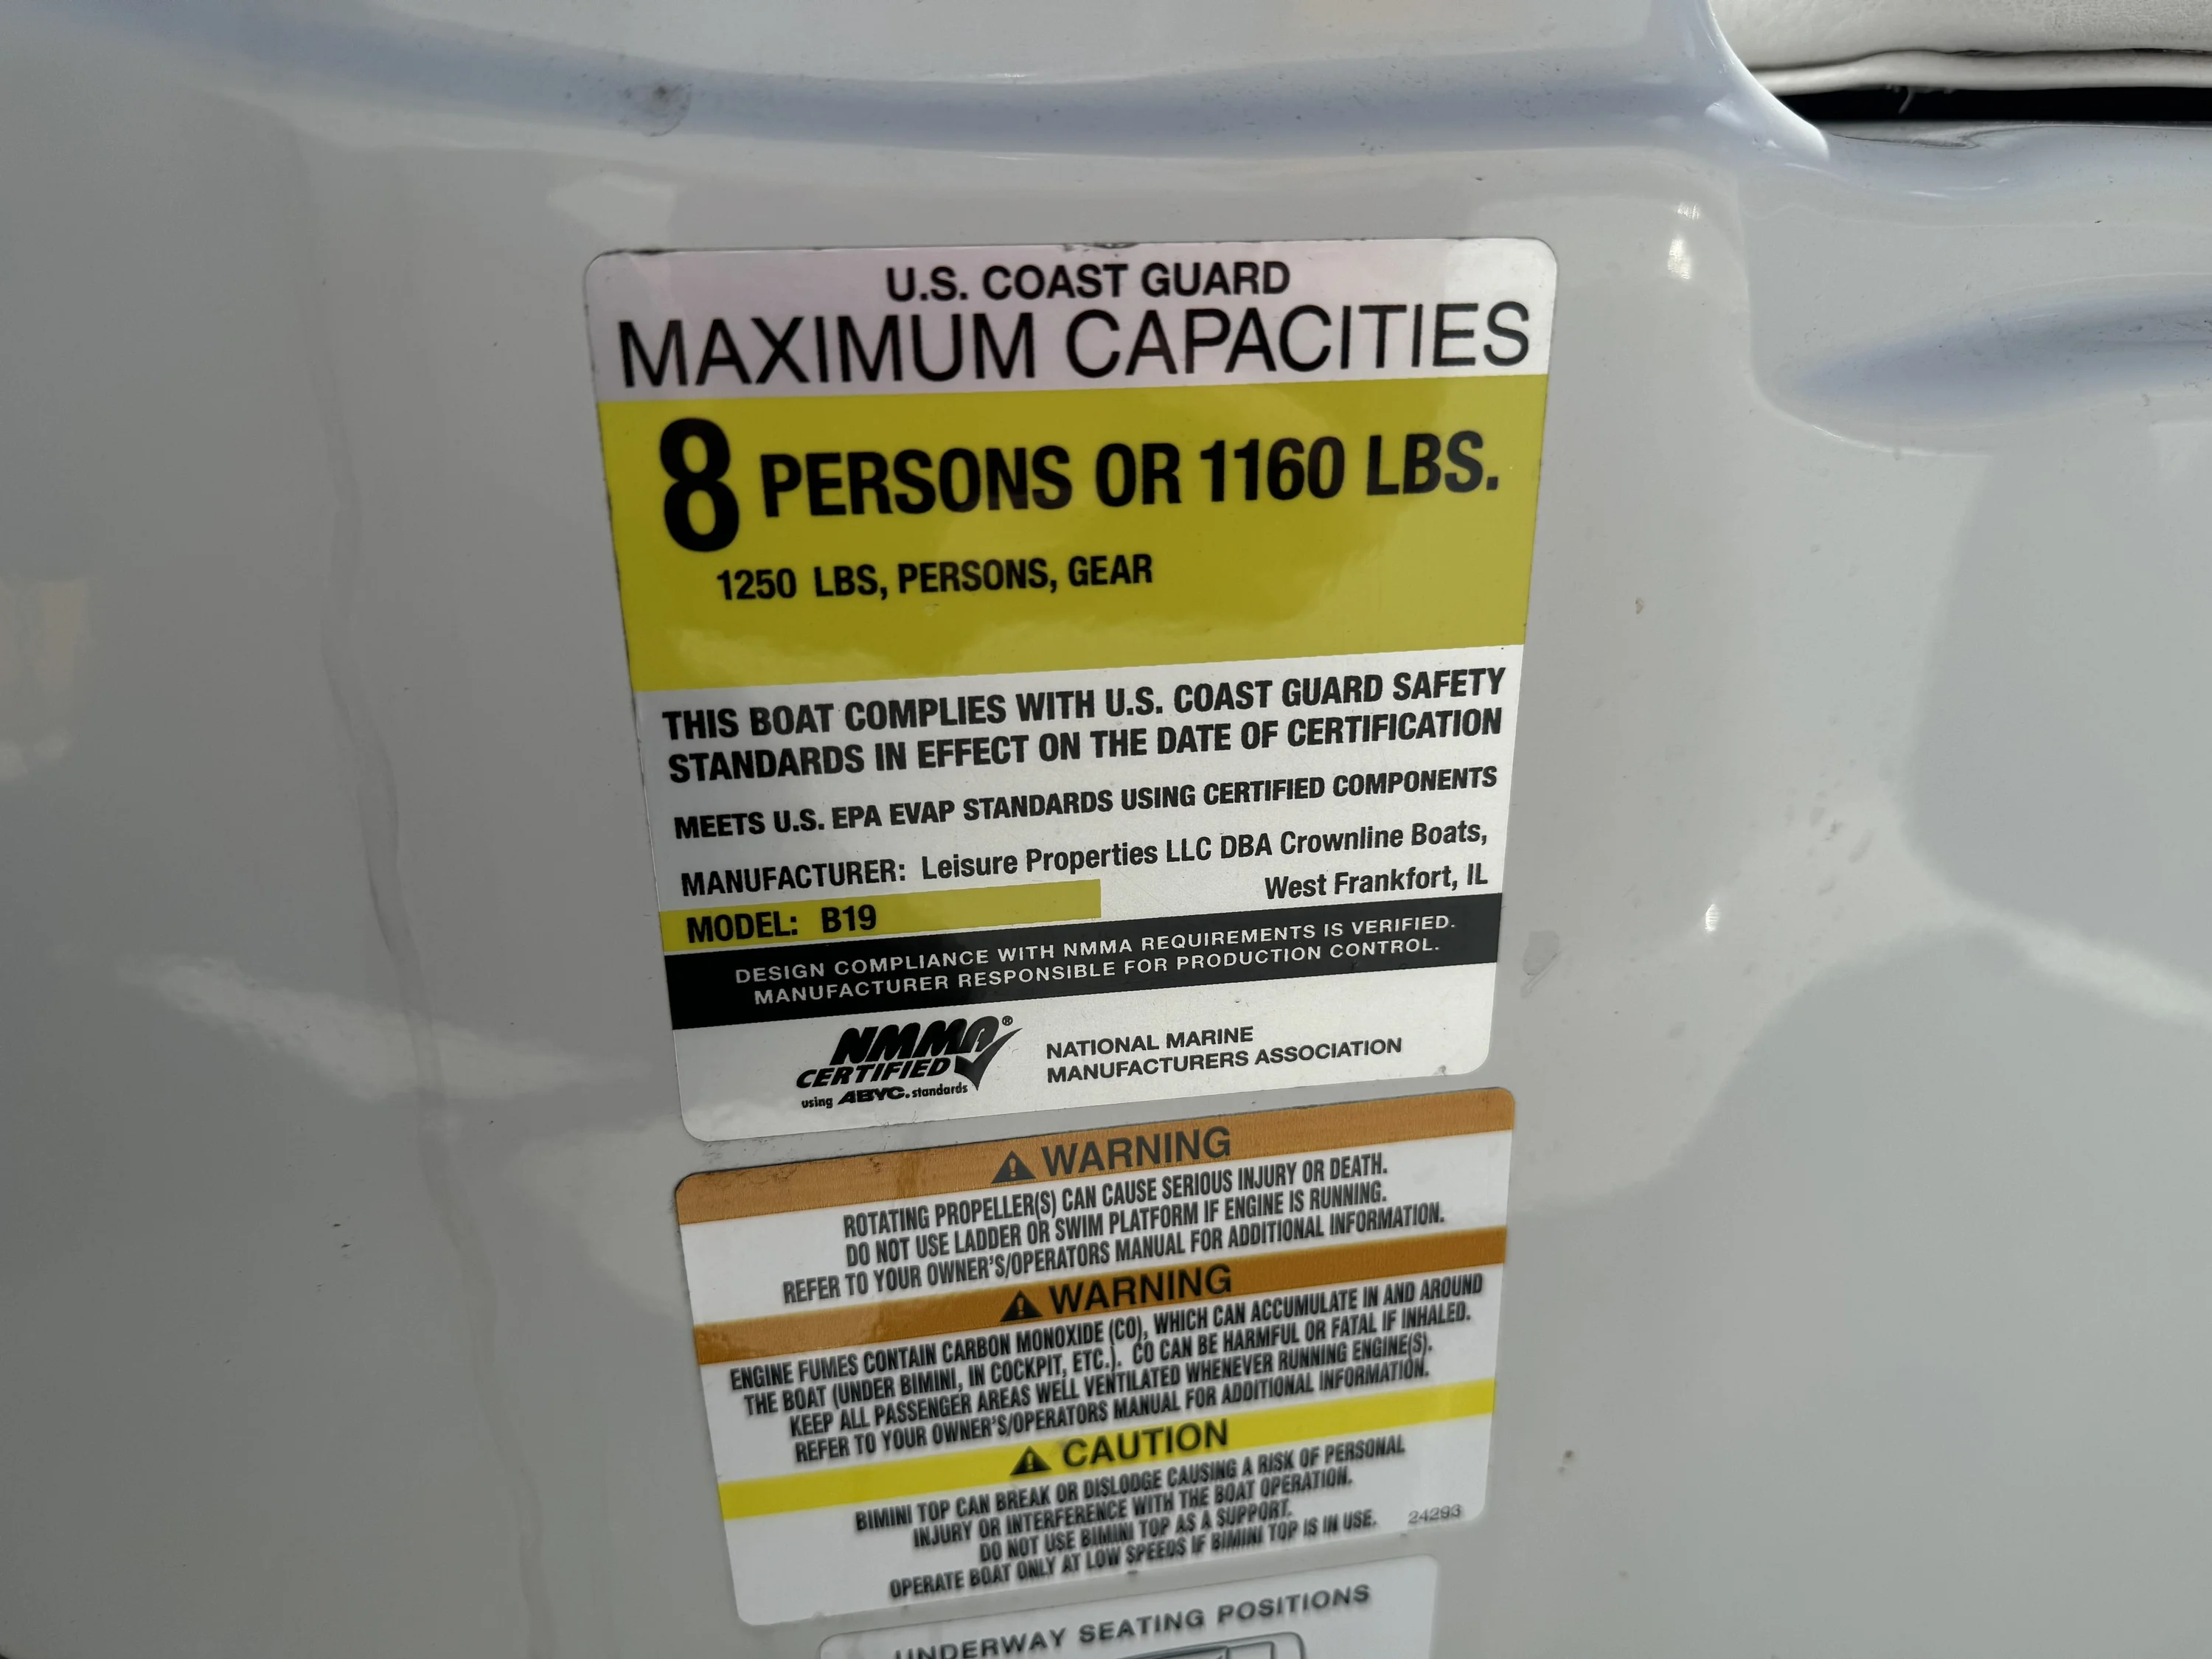 U.S. COAST GUARD
MAXIMUM CAPACITIES
8 PERSONS OR 1160 LBS.
1250 LBS, PERSONS, GEAR
THIS BOAT COMPLIES WITH U.S. COAST GUARD SAFETY
STANDARDS IN EFFECT ON THE DATE OF CERTIFICATION
MEETS U.S. EPA EVAP STANDARDS USING CERTIFIED COMPONENTS
MANUFACTURER: Leisure Properties LLC DBA Crownline Boats,
West Frankfort, IL
MODEL: B19
DESIGN COMPLIANCE WITH NMMA REQUIREMENTS IS VERIFIED.
MANUFACTURER RESPONSIBLE FOR PRODUCTION CONTROL.
NMMA®
CERTIFIED
using ABYC. standards
NATIONAL MARINE
MANUFACTURERS ASSOCIATION
WARNING
ROTATING PROPELLER(S) CAN CAUSE SERIOUS INJURY OR DEATH.
DO NOT USE LADDER OR SWIM PLATFORM IF ENGINE IS RUNNING.
REFER TO YOUR OWNER'S/OPERATORS MANUAL FOR ADDITIONAL INFORMATION.
WARNING
ENGINE FUMES CONTAIN CARBON MONOXIDE (CO), WHICH CAN ACCUMULATE IN AND AROUND
THE BOAT (UNDER BIMINI, IN COCKPIT, ETC.). CO CAN BE HARMFUL OR FATAL IF INHALED.
KEEP ALL PASSENGER AREAS WELL VENTILATED WHENEVER RUNNING ENGINE(S).
REFER TO YOUR OWNER'S/OPERATORS MANUAL FOR ADDITIONAL INFORMATION.
CAUTION
BIMINI TOP CAN BREAK OR DISLODGE CAUSING A RISK OF PERSONAL
INJURY OR INTERFERENCE WITH THE BOAT OPERATION.
DO NOT USE BIMINI TOP AS A SUPPORT.
OPERATE BOAT ONLY AT LOW SPEEDS IF BIMINI TOP IS IN USE.
24293
UNDERWAY SEATING POSITIONS